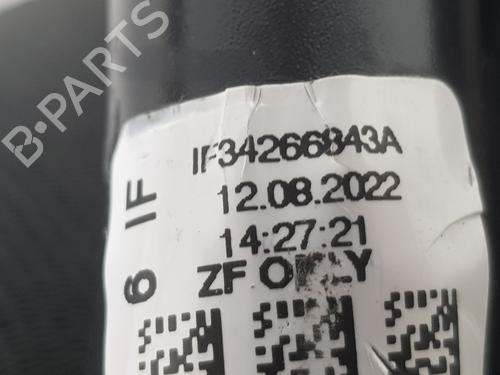 B-PARTS
IF34266843A
12.08.2022
14:27:21
ZF ONLY
6 IF